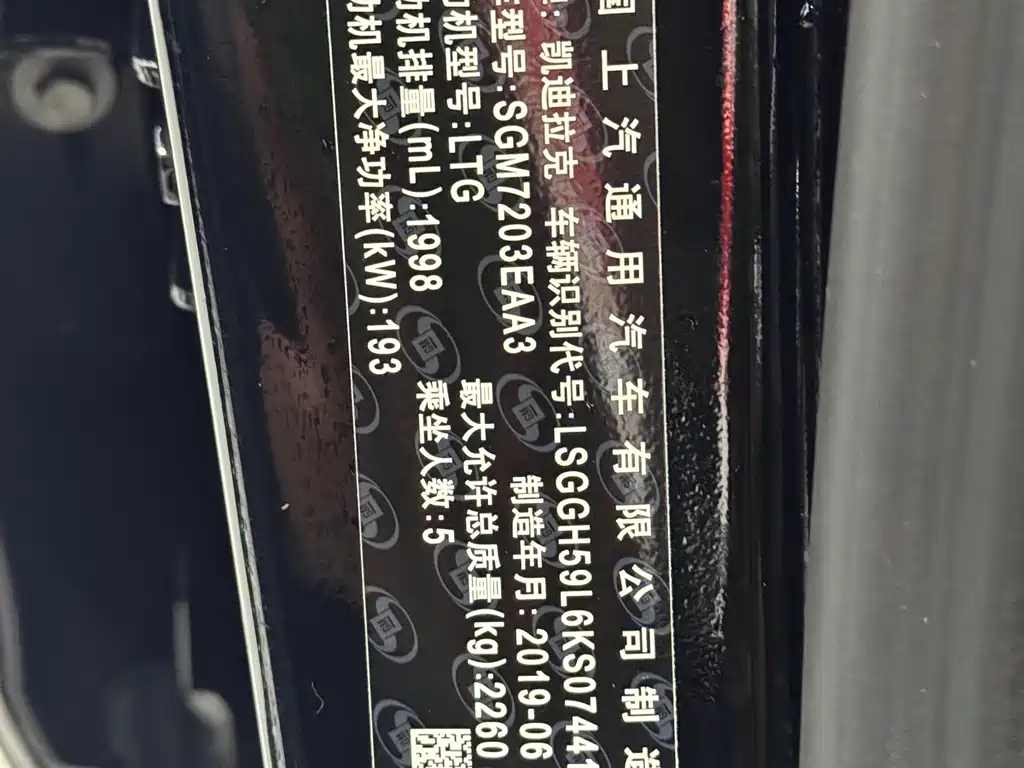 国上汽通用汽车有限公司制造
凯迪拉克 车辆识别代号:LSGGH59L6KS07441
型号:SGM7203EAA3 制造年月:2019-06
机型号:LTG 最大允许总质量(kg):2260
动机排量(mL):1998 乘坐人数:5
动机最大净功率(kW):193